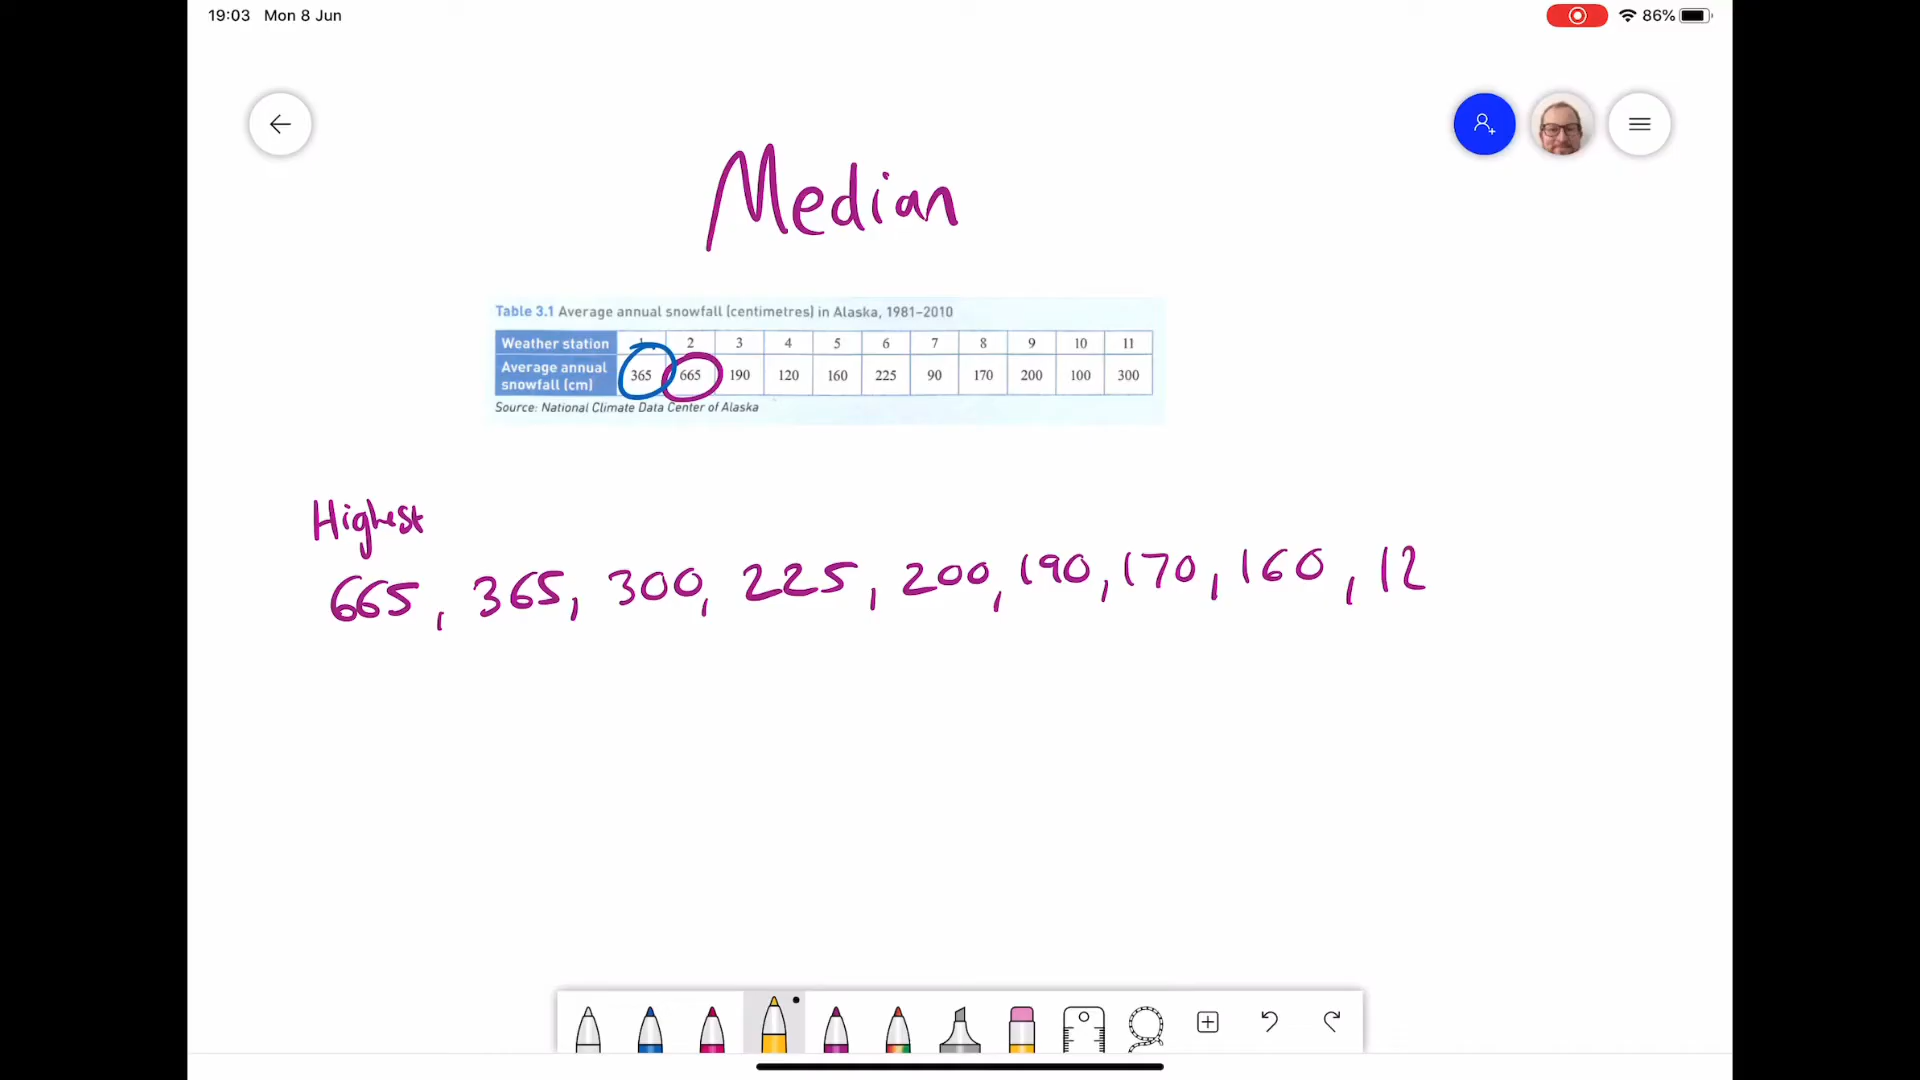 19:03 Mon 8 Jun
86%
Median
Table 3.1 Average annual snowfall (centimetres) in Alaska, 1981–2010
Weather station 1 2 3 4 5 6 7 8 9 10 11
Average annual
snowfall (cm) 365 665 190 120 160 225 90 170 200 100 300
Source: National Climate Data Center of Alaska
Highest
665, 365, 300, 225, 200, 190, 170, 160, 12